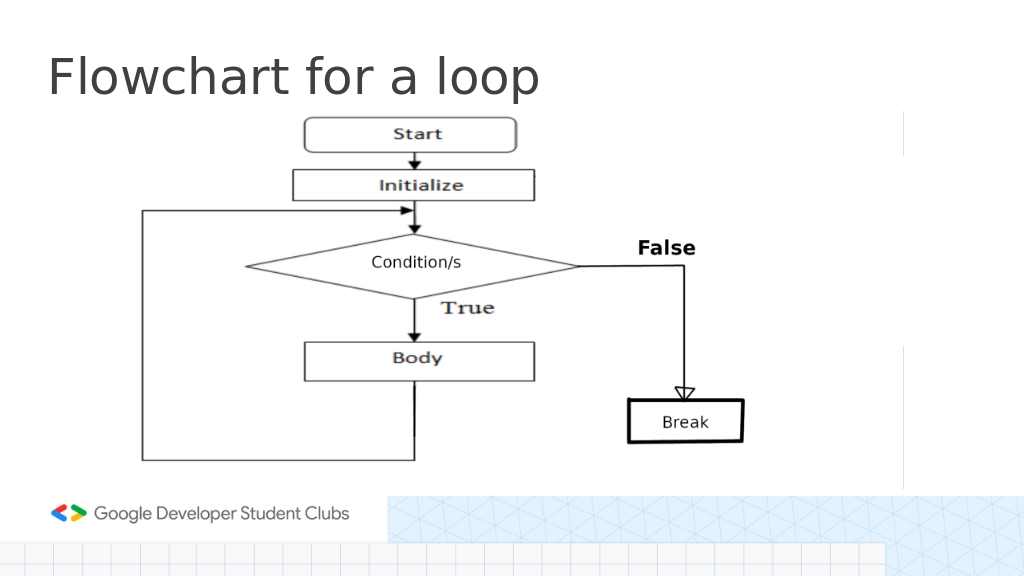 Flowchart for a loop
Start
Initialize
Condition/s
False
True
Body
Break
Google Developer Student Clubs